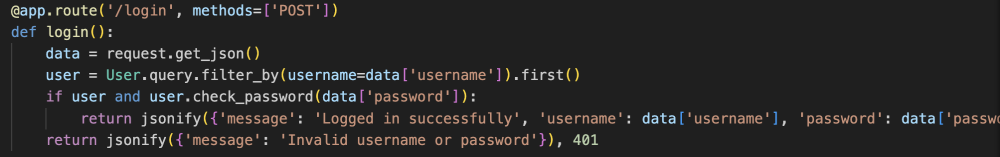 @app.route('/login', methods=['POST'])
def login():
data = request.get_json()
user = User.query.filter_by(username=data['username']).first()
if user and user.check_password(data['password']):
return jsonify({'message': 'Logged in successfully', 'username': data['username'], 'password': data['passw
return jsonify({'message': 'Invalid username or password'}), 401